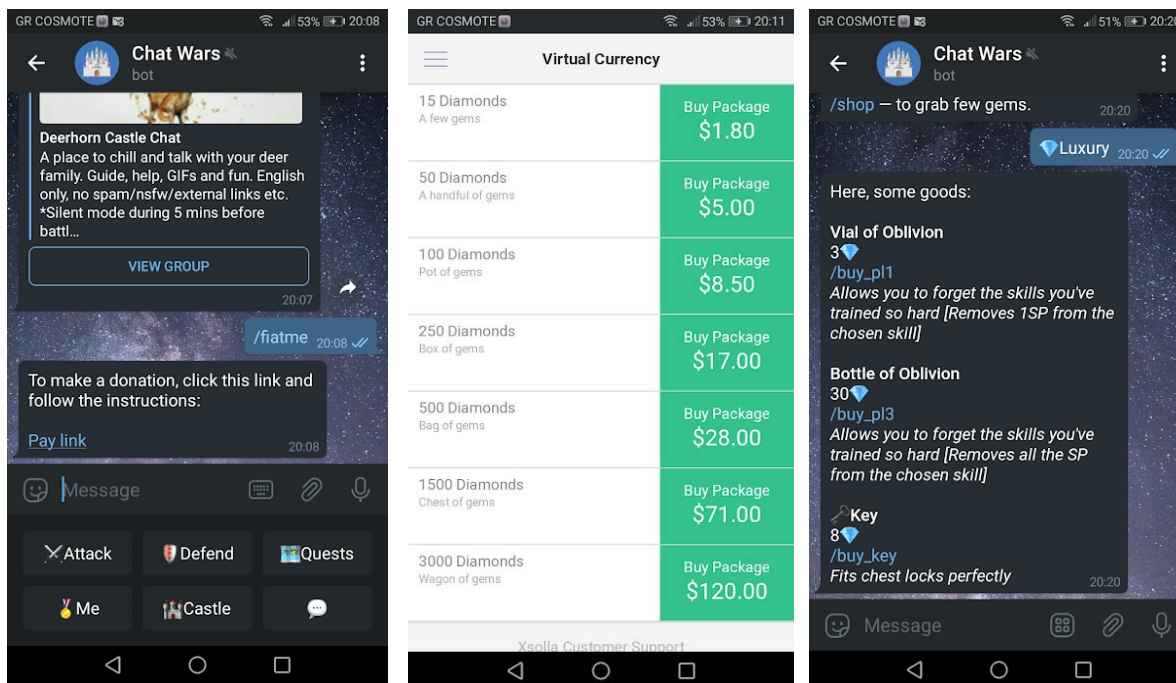 GR COSMOTE
53%
20:08
Chat Wars
bot
Deerhorn Castle Chat
A place to chill and talk with your deer
family. Guide, help, GIFs and fun. English
only, no spam/nsfw/external links etc.
*Silent mode during 5 mins before
battl...
VIEW GROUP
20:07
/fiatme 20:08
To make a donation, click this link and
follow the instructions:
Pay link
20:08
Message
Attack
Defend
Quests
Me
Castle
GR COSMOTE
53%
20:11
Virtual Currency
15 Diamonds
A few gems
Buy Package
$1.80
50 Diamonds
A handful of gems
Buy Package
$5.00
100 Diamonds
Pot of gems
Buy Package
$8.50
250 Diamonds
Box of gems
Buy Package
$17.00
500 Diamonds
Bag of gems
Buy Package
$28.00
1500 Diamonds
Chest of gems
Buy Package
$71.00
3000 Diamonds
Wagon of gems
Buy Package
$120.00
Xsolla Customer Support
GR COSMOTE
51%
20:20
Chat Wars
bot
/shop — to grab few gems.
20:20
💎Luxury 20:20
Here, some goods:
Vial of Oblivion
3💎
/buy_pl1
Allows you to forget the skills you've
trained so hard [Removes 1SP from the
chosen skill]
Bottle of Oblivion
30💎
/buy_pl3
Allows you to forget the skills you've
trained so hard [Removes all the SP
from the chosen skill]
🗝Key
8💎
/buy_key
Fits chest locks perfectly
20:20
Message